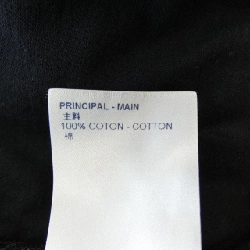 PRINCIPAL - MAIN
主料
100% COTON - COTTON
棉